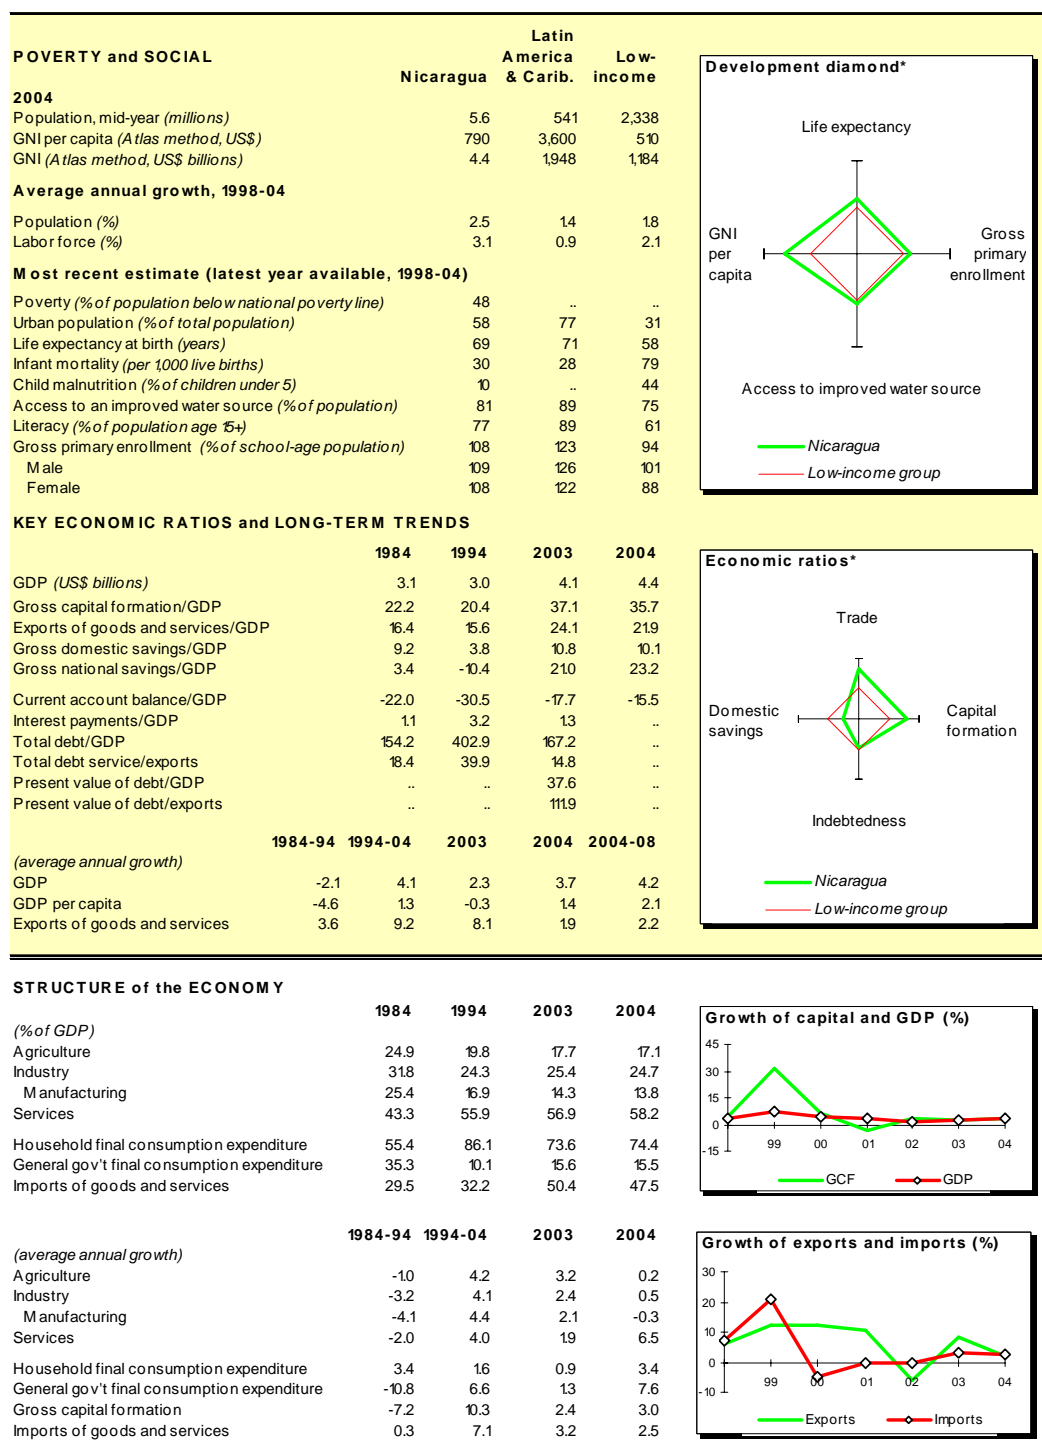 POVERTY and SOCIAL
Nicaragua
Latin
America
& Carib.
Low-
income
2004
Population, mid-year (millions) 5.6 541 2,338
GNI per capita (Atlas method, US$) 790 3,600 510
GNI (Atlas method, US$ billions) 4.4 1,948 1,184
Average annual growth, 1998-04
Population (%) 2.5 1.4 1.8
Labor force (%) 3.1 0.9 2.1
Most recent estimate (latest year available, 1998-04)
Poverty (% of population below national poverty line) 48 .. ..
Urban population (% of total population) 58 77 31
Life expectancy at birth (years) 69 71 58
Infant mortality (per 1,000 live births) 30 28 79
Child malnutrition (% of children under 5) 10 .. 44
Access to an improved water source (% of population) 81 89 75
Literacy (% of population age 15+) 77 89 61
Gross primary enrollment (% of school-age population) 108 123 94
Male 109 126 101
Female 108 122 88
Development diamond*
Life expectancy
GNI
per
capita
Gross
primary
enrollment
Access to improved water source
Nicaragua
Low-income group
KEY ECONOMIC RATIOS and LONG-TERM TRENDS
1984 1994 2003 2004
GDP (US$ billions) 3.1 3.0 4.1 4.4
Gross capital formation/GDP 22.2 20.4 37.1 35.7
Exports of goods and services/GDP 16.4 15.6 24.1 21.9
Gross domestic savings/GDP 9.2 3.8 10.8 10.1
Gross national savings/GDP 3.4 -10.4 21.0 23.2
Current account balance/GDP -22.0 -30.5 -17.7 -15.5
Interest payments/GDP 1.1 3.2 1.3 ..
Total debt/GDP 154.2 402.9 167.2 ..
Total debt service/exports 18.4 39.9 14.8 ..
Present value of debt/GDP .. .. 37.6 ..
Present value of debt/exports .. .. 111.9 ..
1984-94 1994-04 2003 2004 2004-08
(average annual growth)
GDP -2.1 4.1 2.3 3.7 4.2
GDP per capita -4.6 1.3 -0.3 1.4 2.1
Exports of goods and services 3.6 9.2 8.1 1.9 2.2
Economic ratios*
Trade
Domestic
savings
Capital
formation
Indebtedness
Nicaragua
Low-income group
STRUCTURE of the ECONOMY
1984 1994 2003 2004
(% of GDP)
Agriculture 24.9 19.8 17.7 17.1
Industry 31.8 24.3 25.4 24.7
Manufacturing 25.4 16.9 14.3 13.8
Services 43.3 55.9 56.9 58.2
Household final consumption expenditure 55.4 86.1 73.6 74.4
General gov't final consumption expenditure 35.3 10.1 15.6 15.5
Imports of goods and services 29.5 32.2 50.4 47.5
Growth of capital and GDP (%)
45
30
15
0
-15
99 00 01 02 03 04
GCF GDP
1984-94 1994-04 2003 2004
(average annual growth)
Agriculture -1.0 4.2 3.2 0.2
Industry -3.2 4.1 2.4 0.5
Manufacturing -4.1 4.4 2.1 -0.3
Services -2.0 4.0 1.9 6.5
Household final consumption expenditure 3.4 1.6 0.9 3.4
General gov't final consumption expenditure -10.8 6.6 1.3 7.6
Gross capital formation -7.2 10.3 2.4 3.0
Imports of goods and services 0.3 7.1 3.2 2.5
Growth of exports and imports (%)
30
20
10
0
-10
99 00 01 02 03 04
Exports Imports